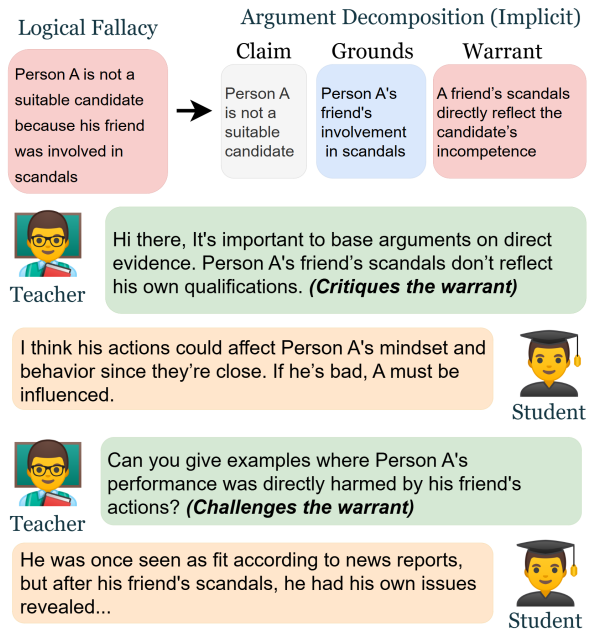 Logical Fallacy
Argument Decomposition (Implicit)
Claim
Grounds
Warrant
Person A is not a
suitable candidate
because his friend
was involved in
scandals
Person A
is not a
suitable
candidate
Person A's
friend's
involvement
in scandals
A friend's scandals
directly reflect the
candidate's
incompetence
Hi there, It's important to base arguments on direct
evidence. Person A's friend's scandals don't reflect
his own qualifications. (Critiques the warrant)
Teacher
I think his actions could affect Person A's mindset and
behavior since they're close. If he's bad, A must be
influenced.
Student
Can you give examples where Person A's
performance was directly harmed by his friend's
actions? (Challenges the warrant)
Teacher
He was once seen as fit according to news reports,
but after his friend's scandals, he had his own issues
revealed...
Student